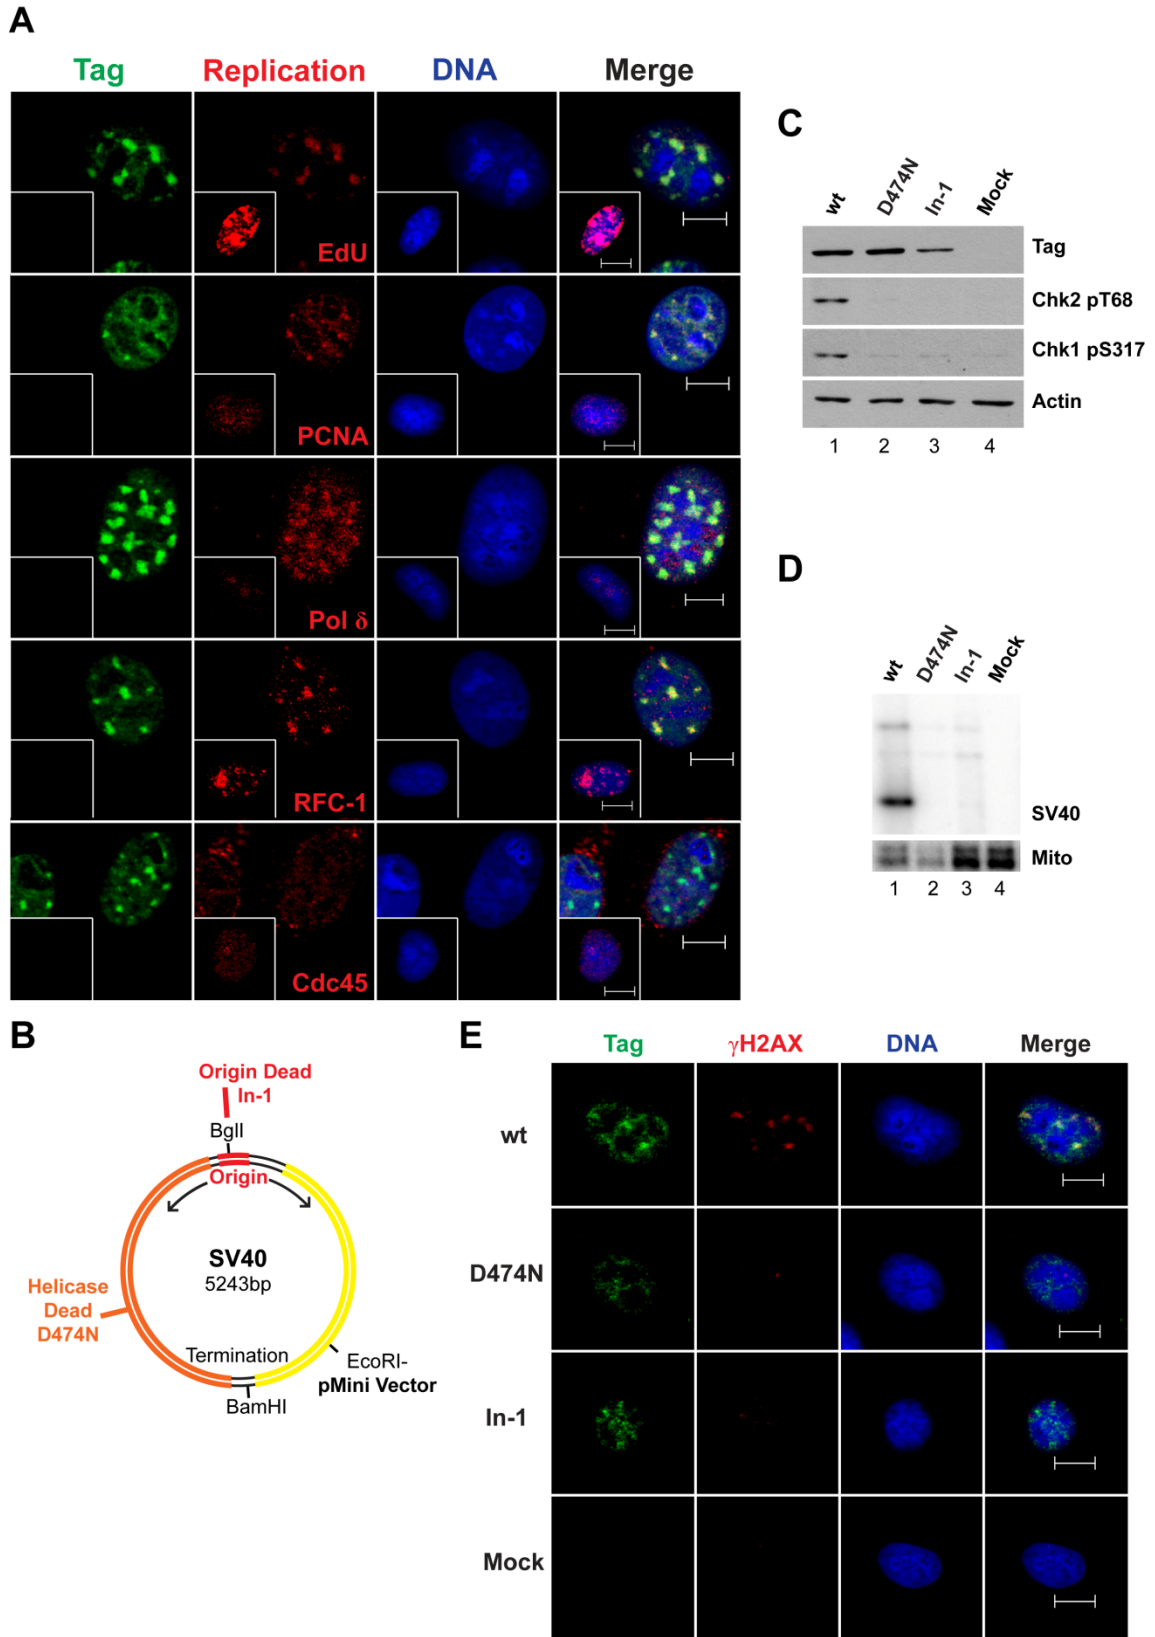 A
Tag Replication DNA Merge
EdU
PCNA
Pol δ
RFC-1
Cdc45
B
Origin Dead
In-1
BglI
Origin
SV40
5243bp
Helicase
Dead
D474N
Termination
EcoRI-
pMini Vector
BamHI
C
wt D474N In-1 Mock
Tag
Chk2 pT68
Chk1 pS317
Actin
1 2 3 4
D
wt D474N In-1 Mock
SV40
Mito
1 2 3 4
E
Tag γH2AX DNA Merge
wt
D474N
In-1
Mock